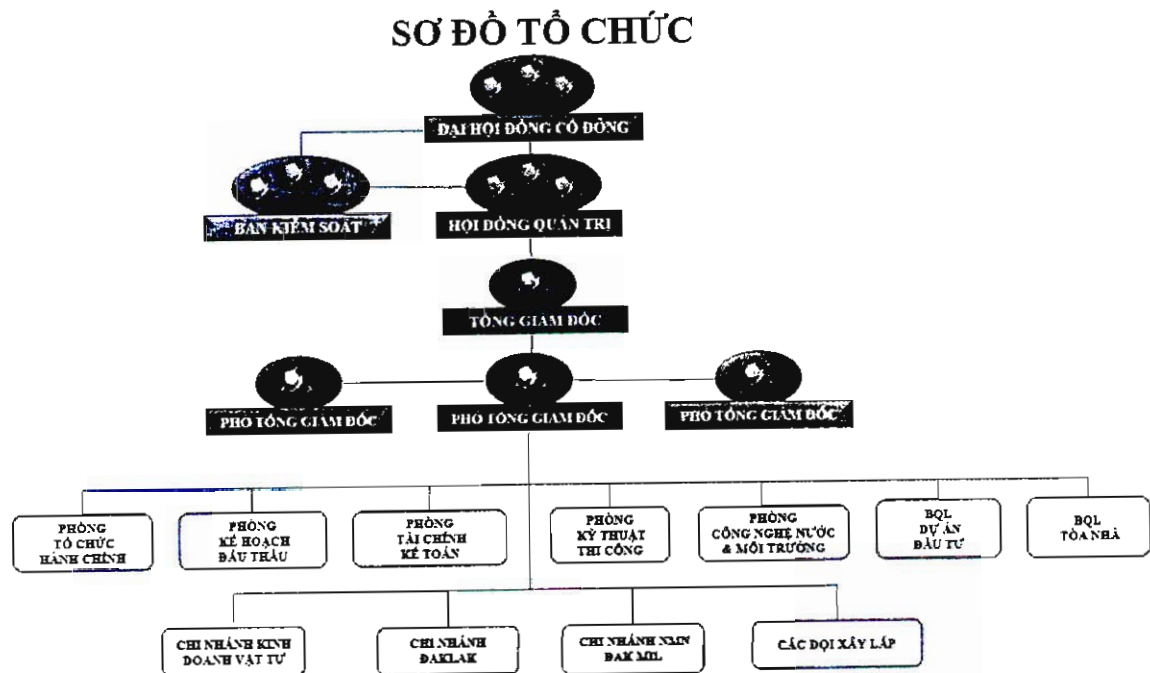 SƠ ĐỒ TỔ CHỨC
ĐẠI HỘI ĐỒNG CỔ ĐÔNG
BAN KIỂM SOÁT
HỘI ĐỒNG QUẢN TRỊ
TỔNG GIÁM ĐỐC
PHÓ TỔNG GIÁM ĐỐC
PHÓ TỔNG GIÁM ĐỐC
PHÓ TỔNG GIÁM ĐỐC
PHÒNG
TỔ CHỨC
HÀNH CHÍNH
PHÒNG
KẾ HOẠCH
ĐẤU THẦU
PHÒNG
TÀI CHÍNH
KẾ TOÁN
PHÒNG
KỸ THUẬT
THI CÔNG
PHÒNG
CÔNG NGHỆ NƯỚC
& MÔI TRƯỜNG
BQL
DỰ ÁN
ĐẦU TƯ
BQL
TÒA NHÀ
CHI NHÁNH KINH
DOANH VẬT TƯ
CHI NHÁNH
ĐAKLAK
CHI NHÁNH NMN
ĐAK MIL
CÁC ĐỘI XÂY LẮP